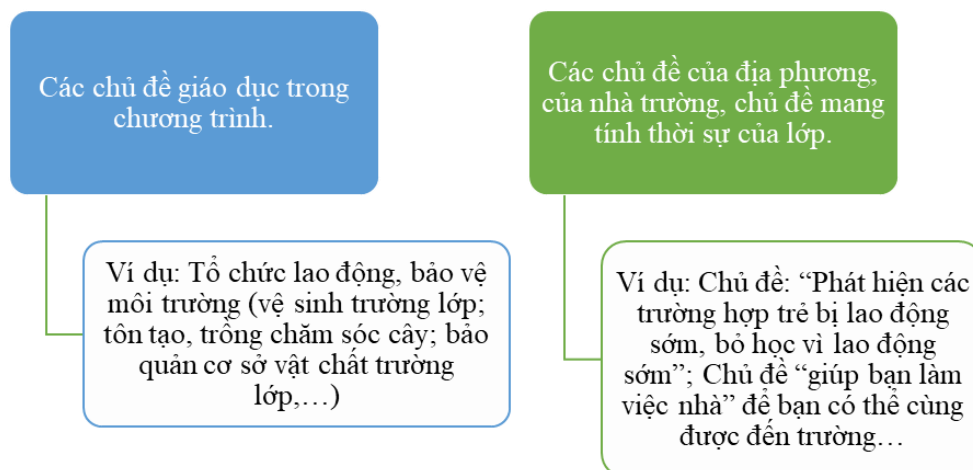 Các chủ đề giáo dục trong
chương trình.
Ví dụ: Tổ chức lao động, bảo vệ
môi trường (vệ sinh trường lớp;
tôn tạo, trồng chăm sóc cây; bảo
quản cơ sở vật chất trường
lớp,…)
Các chủ đề của địa phương,
của nhà trường, chủ đề mang
tính thời sự của lớp.
Ví dụ: Chủ đề: “Phát hiện các
trường hợp trẻ bị lao động
sớm, bỏ học vì lao động
sớm”; Chủ đề “giúp bạn làm
việc nhà” để bạn có thể cùng
được đến trường…